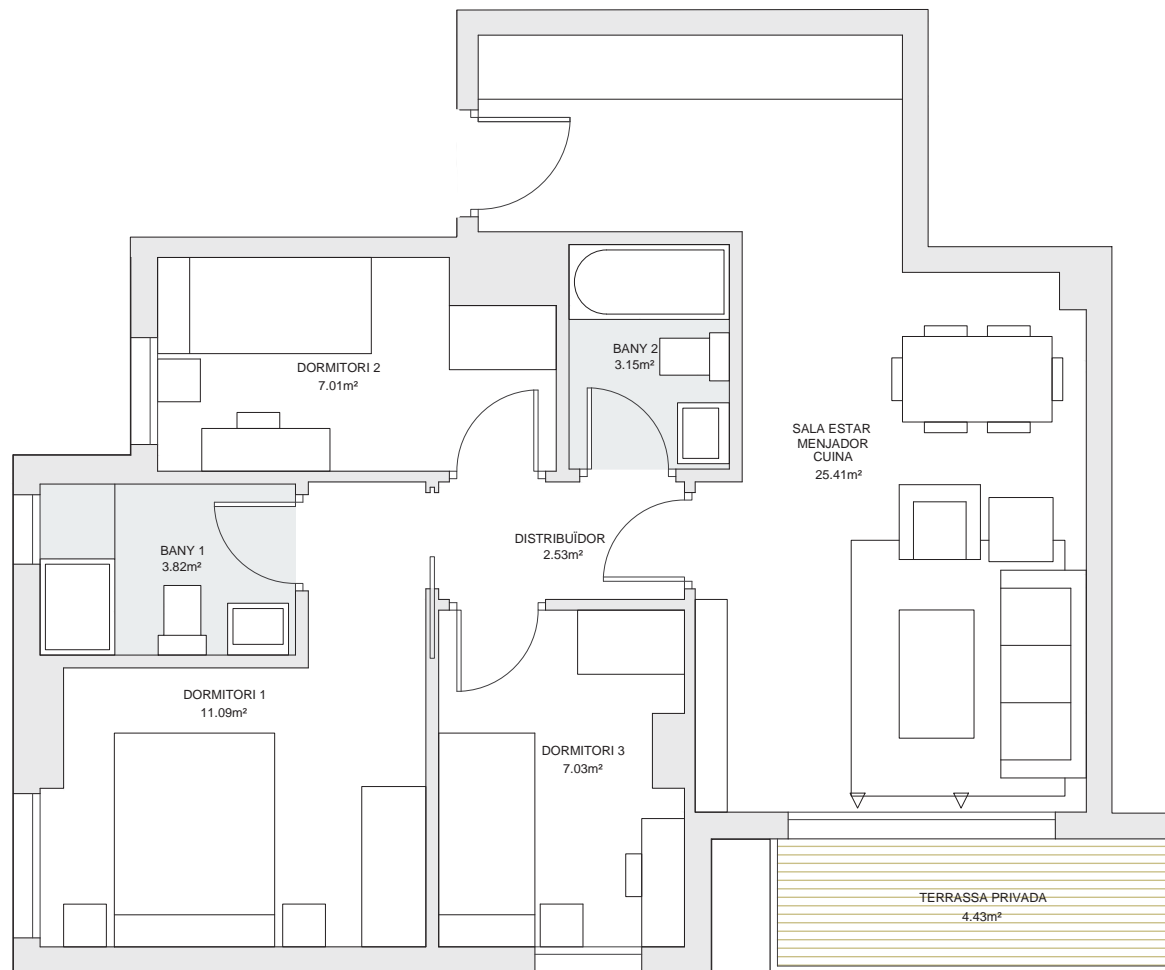 BANY 2
3.15m²
DORMITORI 2
7.01m²
SALA ESTAR
MENJADOR
CUINA
25.41m²
DISTRIBUÏDOR
2.53m²
BANY 1
3.82m²
DORMITORI 1
11.09m²
DORMITORI 3
7.03m²
TERRASSA PRIVADA
4.43m²